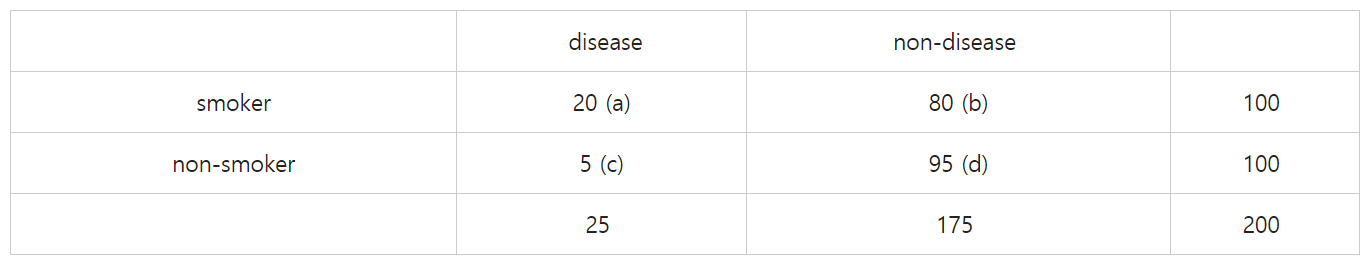 disease non-disease
smoker 20 (a) 80 (b) 100
non-smoker 5 (c) 95 (d) 100
25 175 200